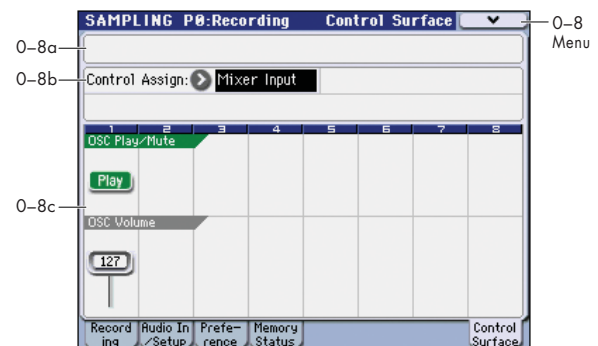 SAMPLING P0:Recording Control Surface
0–8
Menu
0–8a
0–8b
Control Assign: Mixer Input
1 2 3 4 5 6 7 8
OSC Play/Mute
Play
0–8c
OSC Volume
127
Record
ing
Audio In
/Setup
Prefe-
rence
Memory
Status
Control
Surface